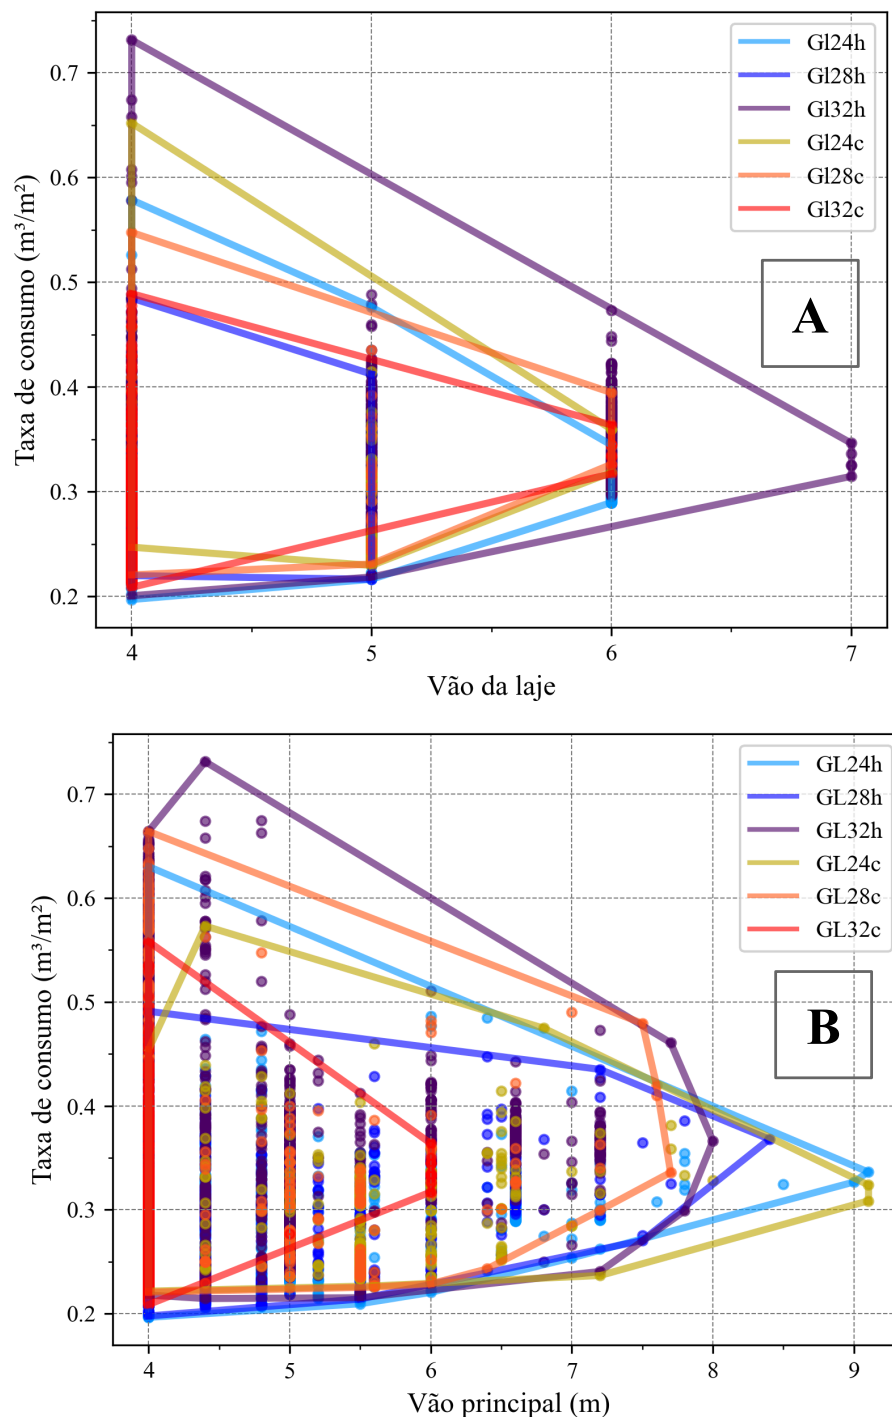 0.7
0.6
0.5
0.4
0.3
0.2
Taxa de consumo (m³/m²)
Gl24h
Gl28h
Gl32h
Gl24c
Gl28c
Gl32c
A
4 5 6 7
Vão da laje
0.7
0.6
0.5
0.4
0.3
0.2
Taxa de consumo (m³/m²)
GL24h
GL28h
GL32h
GL24c
GL28c
GL32c
B
4 5 6 7 8 9
Vão principal (m)